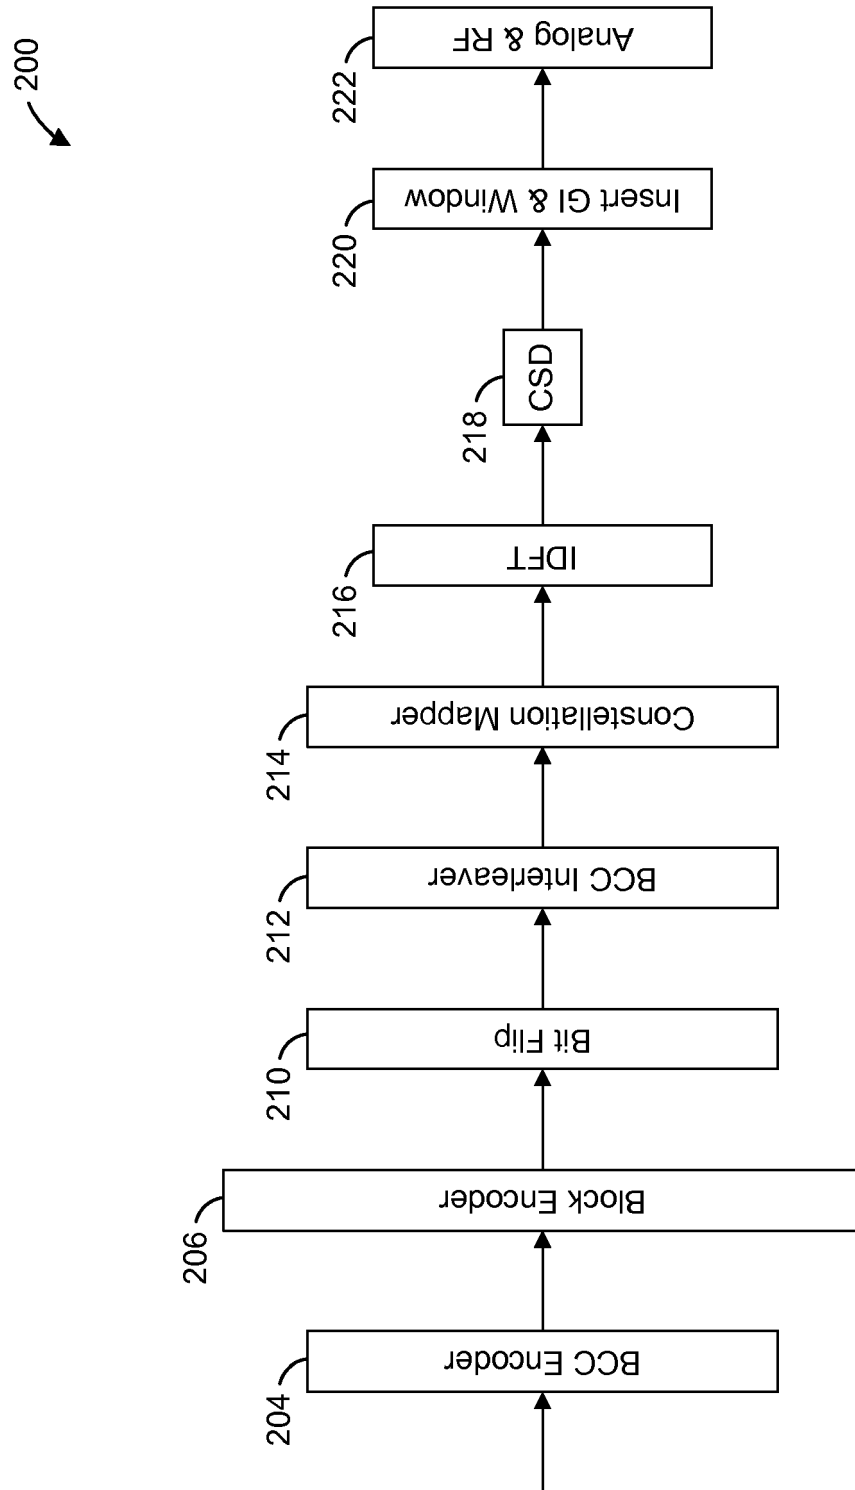 200
204
BCC Encoder
206
Block Encoder
210
Bit Flip
212
BCC Interleaver
214
Constellation Mapper
216
IDFT
218
CSD
220
Insert GI & Window
222
Analog & RF